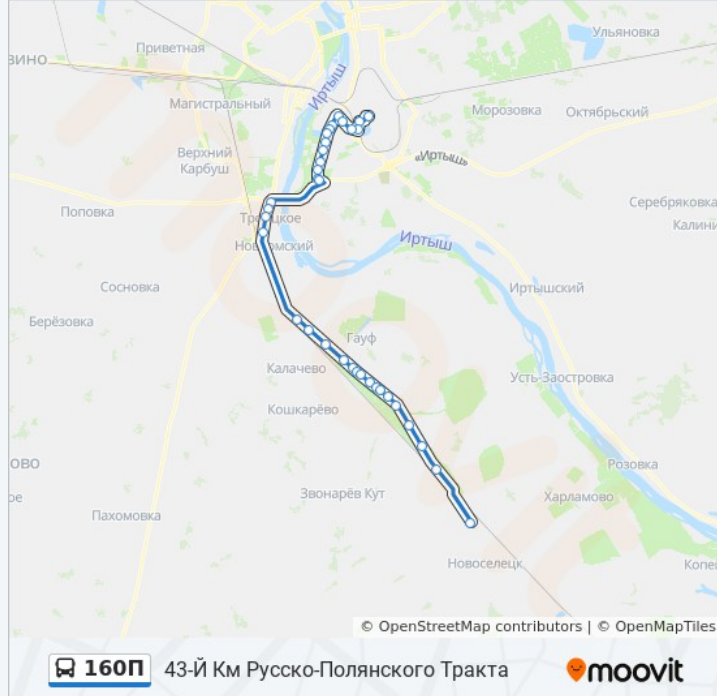 Ульяновка
Приветная
ЗИНО
Иртыш
Магистральный
Морозовка
Октябрьский
Верхний
Карбуш
«Иртыш»
Поповка
Серебряковка
Троицкое
Калини
Новоомский
Иртыш
Сосновка
Иртышский
Берёзовка
Гауф
Калачево
Усть-Заостровка
Кошкарёво
ОВО
Розовка
Звонарёв Кут
Харламово
ое
Пахомовка
Новоселецк
Копе
© OpenStreetMap contributors | © OpenMapTiles
160П 43-Й Км Русско-Полянского Тракта moovit